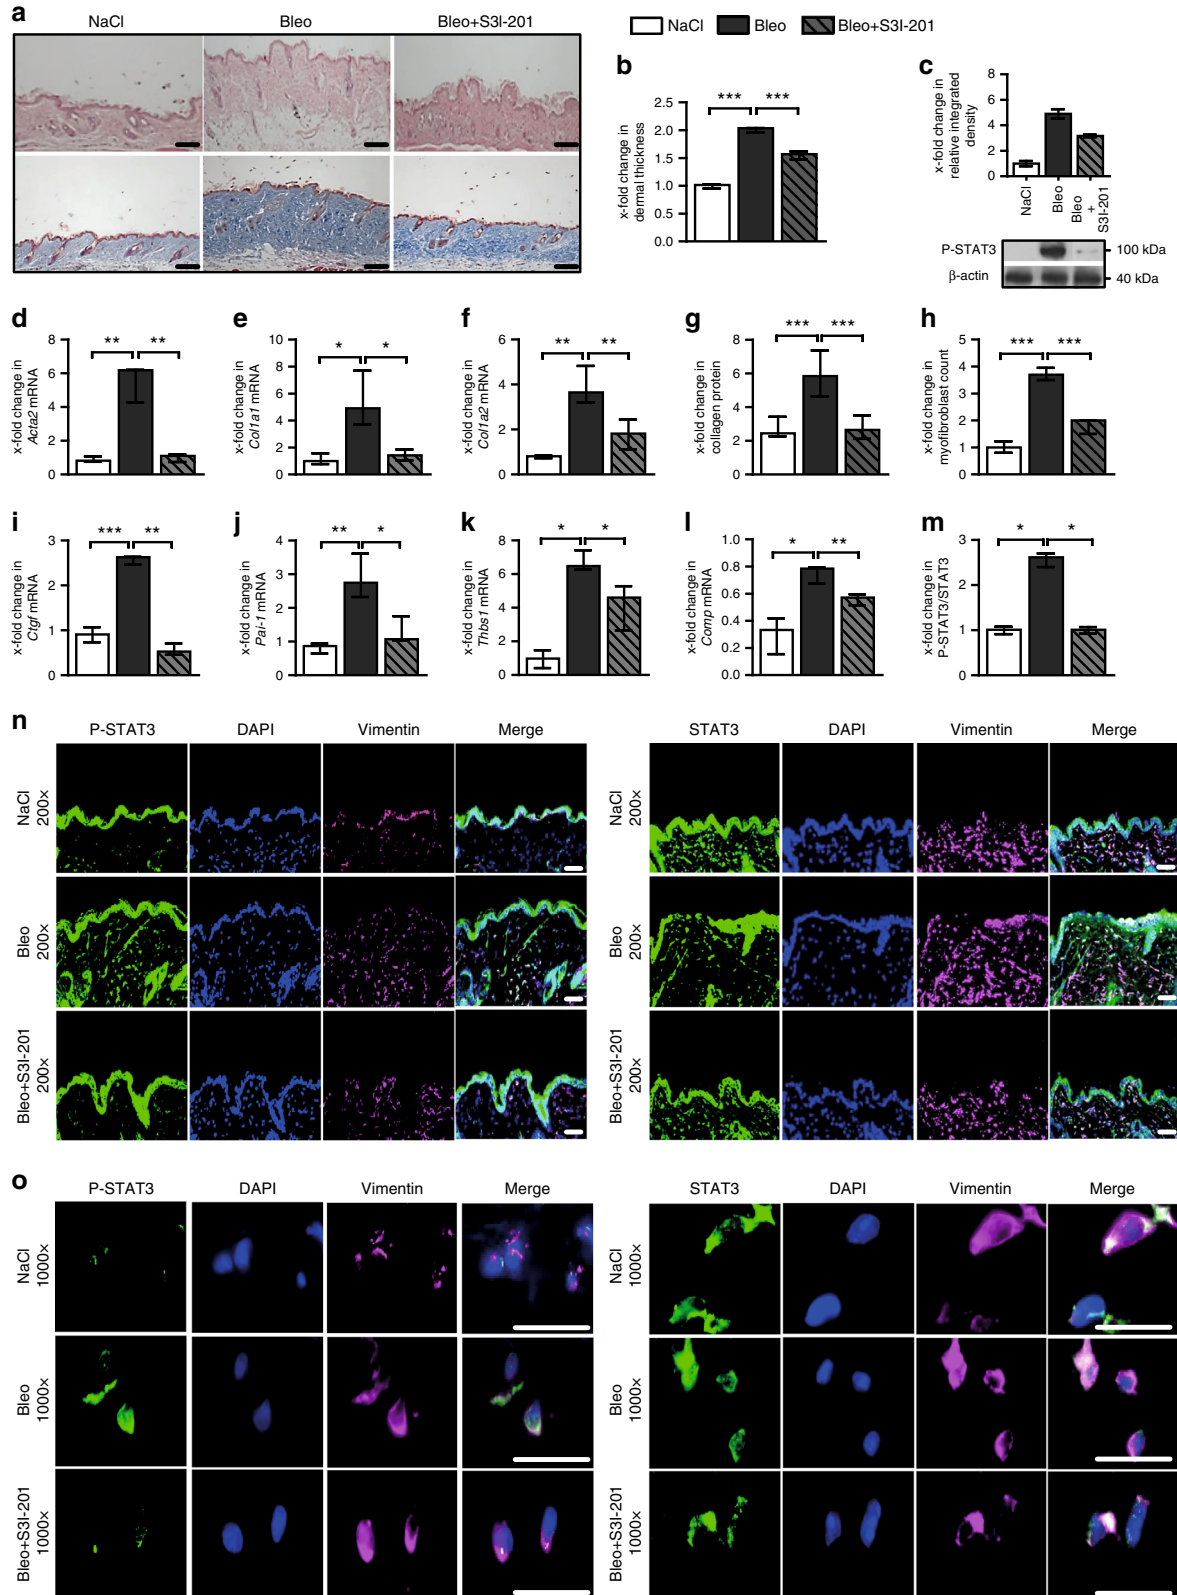 a
NaCl Bleo Bleo+S3I-201
NaCl Bleo Bleo+S3I-201
b
x-fold change in
dermal thickness
2.5
2.0
1.5
1.0
0.5
0.0
*** ***
c
x-fold change in
relative integrated
density
8
6
4
2
0
NaCl
Bleo
Bleo
+
S3I-201
P-STAT3 100 kDa
β-actin 40 kDa
d
x-fold change in
Acta2 mRNA
8
6
4
2
0
** **
e
x-fold change in
Col1a1 mRNA
10
8
6
4
2
0
* *
f
x-fold change in
Col1a2 mRNA
6
4
2
0
** **
g
x-fold change in
collagen protein
8
6
4
2
0
*** ***
h
x-fold change in
myofibroblast count
5
4
3
2
1
0
*** ***
i
x-fold change in
Ctgf mRNA
3
2
1
0
*** **
j
x-fold change in
Pai-1 mRNA
4
3
2
1
0
** *
k
x-fold change in
Thbs1 mRNA
8
6
4
2
0
* *
l
x-fold change in
Comp mRNA
1.0
0.8
0.6
0.4
0.2
0.0
* **
m
x-fold change in
P-STAT3/STAT3
3
2
1
0
* *
n
P-STAT3 DAPI Vimentin Merge
NaCl
200×
Bleo
200×
Bleo+S3I-201
200×
STAT3 DAPI Vimentin Merge
NaCl
200×
Bleo
200×
Bleo+S3I-201
200×
o
P-STAT3 DAPI Vimentin Merge
NaCl
1000×
Bleo
1000×
Bleo+S3I-201
1000×
STAT3 DAPI Vimentin Merge
NaCl
1000×
Bleo
1000×
Bleo+S3I-201
1000×